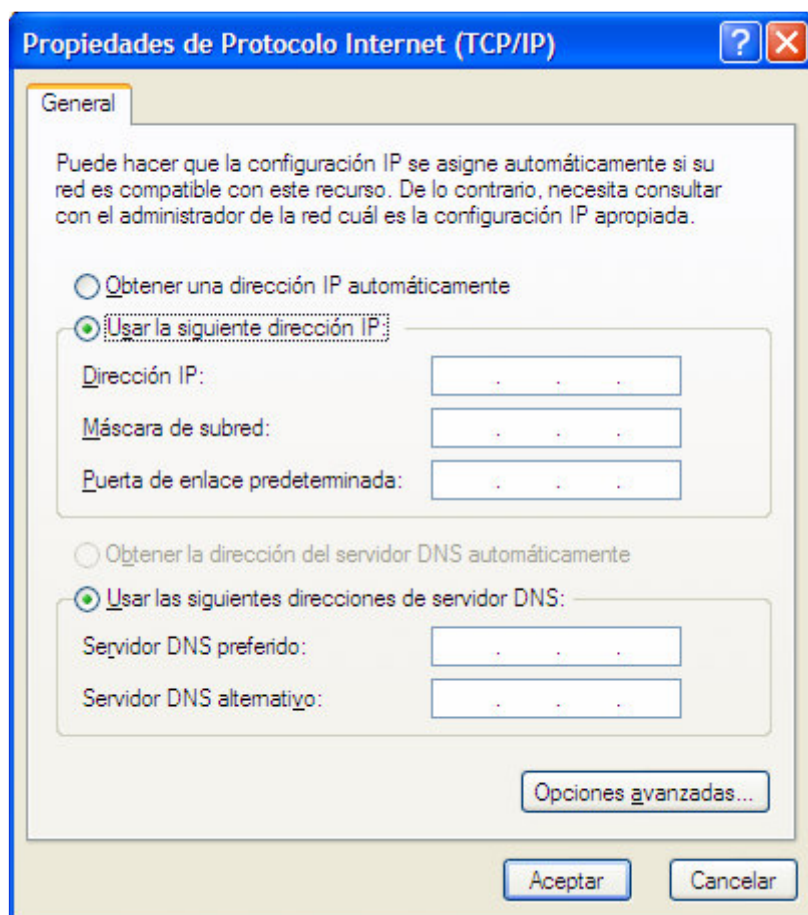 Propiedades de Protocolo Internet (TCP/IP)
General
Puede hacer que la configuración IP se asigne automáticamente si su
red es compatible con este recurso. De lo contrario, necesita consultar
con el administrador de la red cuál es la configuración IP apropiada.
Obtener una dirección IP automáticamente
Usar la siguiente dirección IP:
Dirección IP:
Máscara de subred:
Puerta de enlace predeterminada:
Obtener la dirección del servidor DNS automáticamente
Usar las siguientes direcciones de servidor DNS:
Servidor DNS preferido:
Servidor DNS alternativo:
Opciones avanzadas...
Aceptar Cancelar